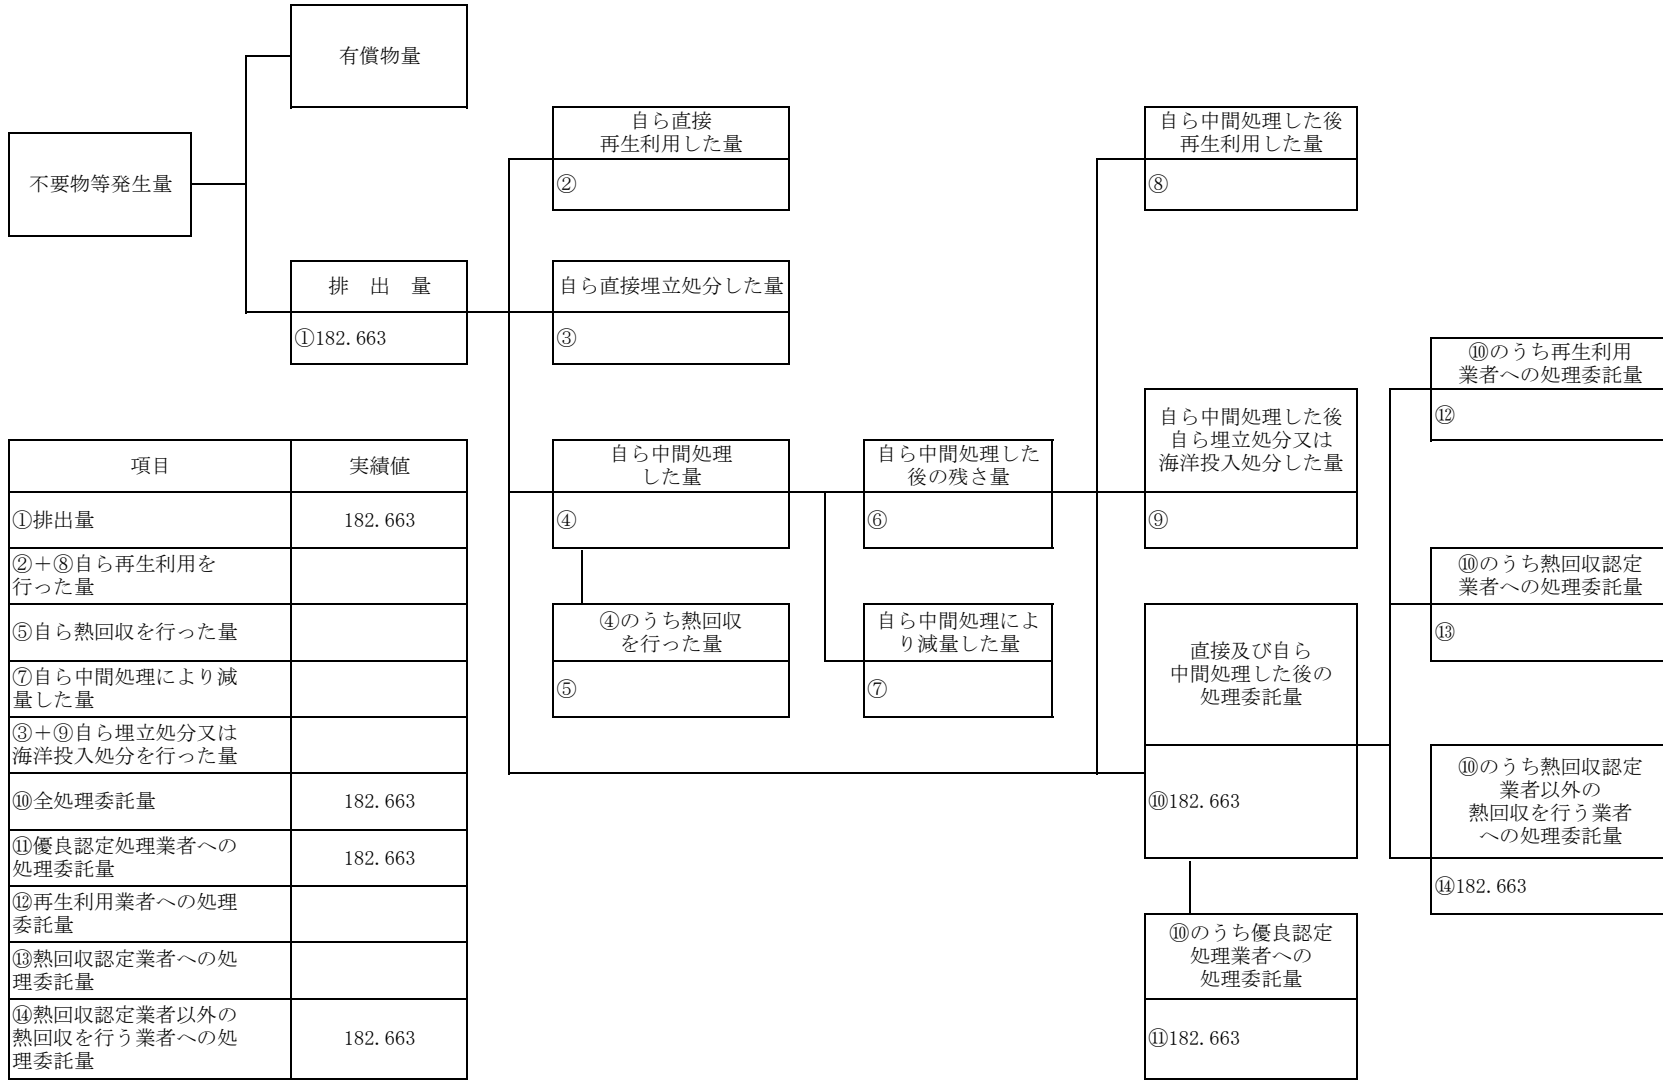 有償物量
不要物等発生量
排　出　量
①182.663
自ら直接
再生利用した量
②
自ら直接埋立処分した量
③
自ら中間処理
した量
④
④のうち熱回収
を行った量
⑤
自ら中間処理した
後の残さ量
⑥
自ら中間処理によ
り減量した量
⑦
自ら中間処理した後
再生利用した量
⑧
自ら中間処理した後
自ら埋立処分又は
海洋投入処分した量
⑨
直接及び自ら
中間処理した後の
処理委託量
⑩182.663
⑩のうち優良認定
処理業者への
処理委託量
⑪182.663
⑩のうち再生利用
業者への処理委託量
⑫
⑩のうち熱回収認定
業者への処理委託量
⑬
⑩のうち熱回収認定
業者以外の
熱回収を行う業者
への処理委託量
⑭182.663
項目 実績値
①排出量 182.663
②＋⑧自ら再生利用を
行った量
⑤自ら熱回収を行った量
⑦自ら中間処理により減
量した量
③＋⑨自ら埋立処分又は
海洋投入処分を行った量
⑩全処理委託量 182.663
⑪優良認定処理業者への
処理委託量 182.663
⑫再生利用業者への処理
委託量
⑬熱回収認定業者への処
理委託量
⑭熱回収認定業者以外の
熱回収を行う業者への処 182.663
理委託量